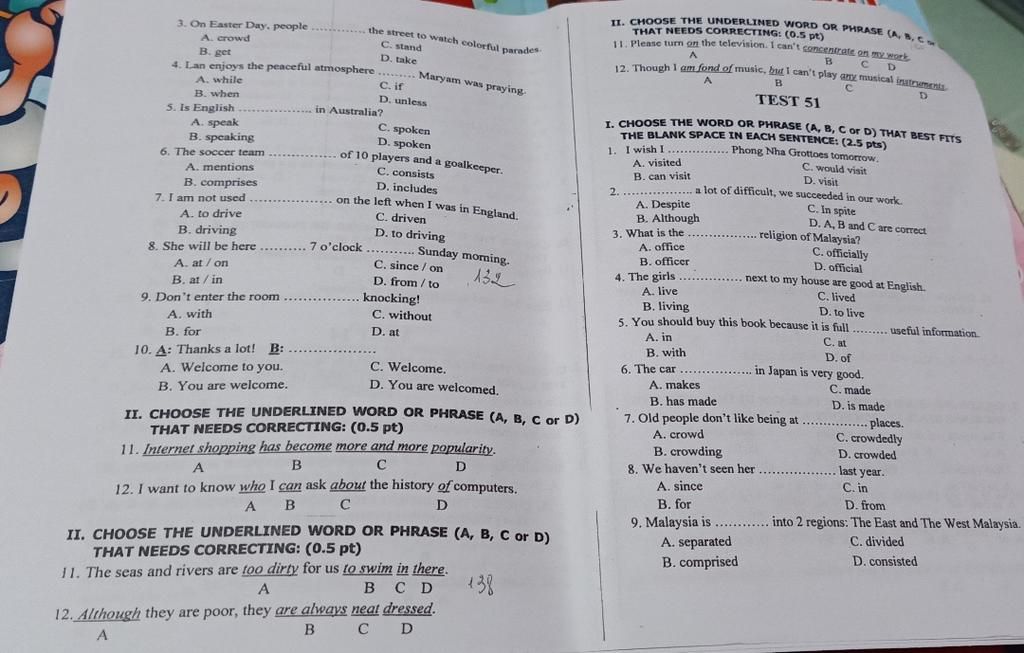 3. On Easter Day, people .............. the street to watch colorful parades.
A. crowd
C. stand
B. get
D. take
4. Lan enjoys the peaceful atmosphere ......... Maryam was praying.
A. while
C. if
B. when
D. unless
5. Is English .................. in Australia?
A. speak
C. spoken
B. speaking
D. spoken
6. The soccer team ................ of 10 players and a goalkeeper.
A. mentions
C. consists
B. comprises
D. includes
7. I am not used .................... on the left when I was in England.
A. to drive
C. driven
B. driving
D. to driving
8. She will be here .......... 7 o'clock ........... Sunday morning.
A. at / on
C. since / on
B. at / in
D. from / to
132
9. Don't enter the room .................. knocking!
A. with
C. without
B. for
D. at
10. A: Thanks a lot! B: .....................
A. Welcome to you.
C. Welcome.
B. You are welcome.
D. You are welcomed.
II. CHOOSE THE UNDERLINED WORD OR PHRASE (A, B, C or D)
THAT NEEDS CORRECTING: (0.5 pt)
11. Internet shopping has become more and more popularity.
A B C D
12. I want to know who I can ask about the history of computers.
A B C D
II. CHOOSE THE UNDERLINED WORD OR PHRASE (A, B, C or D)
THAT NEEDS CORRECTING: (0.5 pt)
11. The seas and rivers are too dirty for us to swim in there.
A B C D
138
12. Although they are poor, they are always neat dressed.
A B C D
II. CHOOSE THE UNDERLINED WORD OR PHRASE (A, B, C or
THAT NEEDS CORRECTING: (0.5 pt)
11. Please turn on the television. I can't concentrate on my work.
A B C D
12. Though I am fond of music, but I can't play any musical instruments.
A B C D
TEST 51
I. CHOOSE THE WORD OR PHRASE (A, B, C or D) THAT BEST FITS
THE BLANK SPACE IN EACH SENTENCE: (2.5 pts)
1. I wish I ............... Phong Nha Grottoes tomorrow.
A. visited
C. would visit
B. can visit
D. visit
2. ................. a lot of difficult, we succeeded in our work.
A. Despite
C. In spite
B. Although
D. A, B and C are correct
3. What is the ................. religion of Malaysia?
A. office
C. officially
B. officer
D. official
4. The girls ............... next to my house are good at English.
A. live
C. lived
B. living
D. to live
5. You should buy this book because it is full ......... useful information.
A. in
C. at
B. with
D. of
6. The car ................. in Japan is very good.
A. makes
C. made
B. has made
D. is made
7. Old people don't like being at ................ places.
A. crowd
C. crowdedly
B. crowding
D. crowded
8. We haven't seen her .................. last year.
A. since
C. in
B. for
D. from
9. Malaysia is ............ into 2 regions: The East and The West Malaysia.
A. separated
C. divided
B. comprised
D. consisted